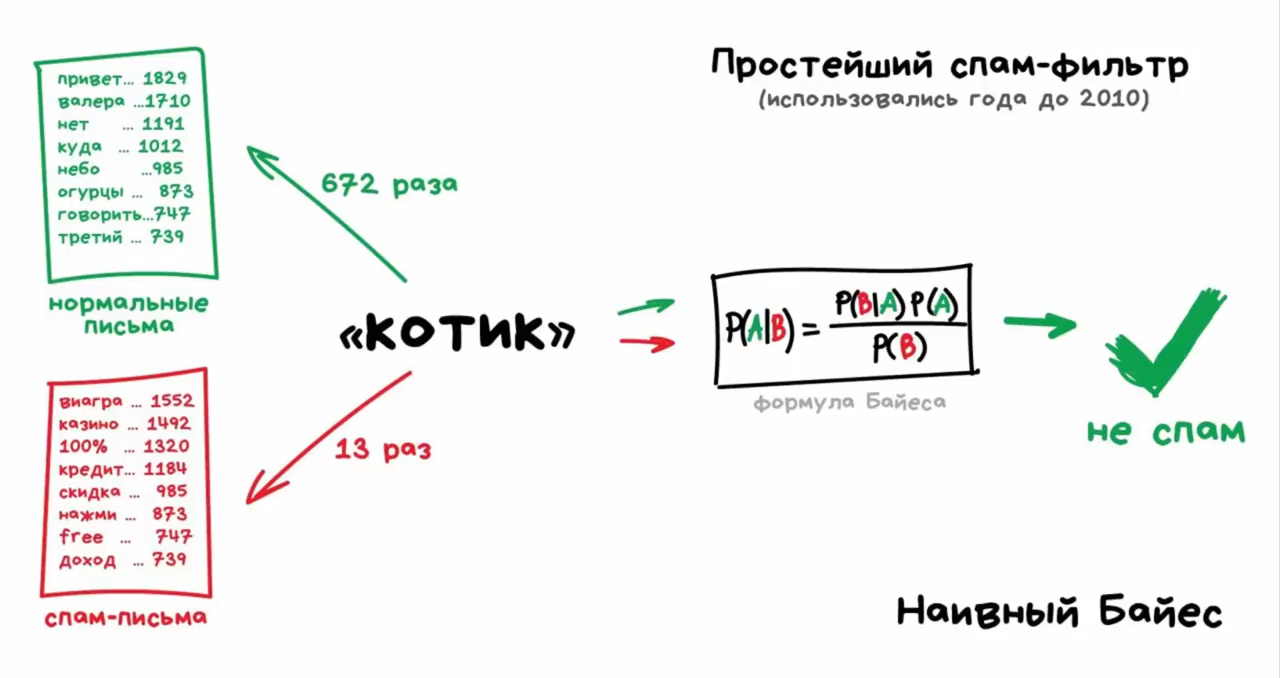 Простейший спам-фильтр
(использовались года до 2010)
привет... 1829
валера ...1710
нет ... 1191
куда ... 1012
небо ...985
огурцы ... 873
говорить...747
третий ... 739
нормальные
письма
672 раза
«КОТИК»
13 раз
виагра ... 1552
казино ... 1492
100% ... 1320
кредит... 1184
скидка ... 985
нажми ... 873
free ... 747
доход ... 739
спам-письма
P(A|B) = P(B|A) P(A) / P(B)
формула Байеса
не спам
Наивный Байес